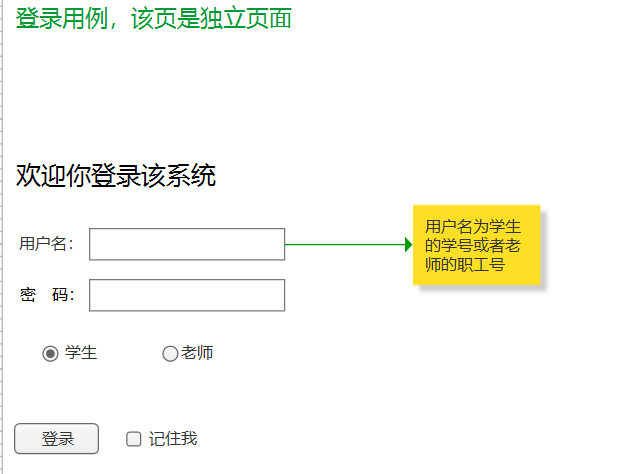 登录用例，该页是独立页面
欢迎你登录该系统
用户名：
用户名为学生
的学号或者老
师的职工号
密 码：
学生 老师
登录 记住我